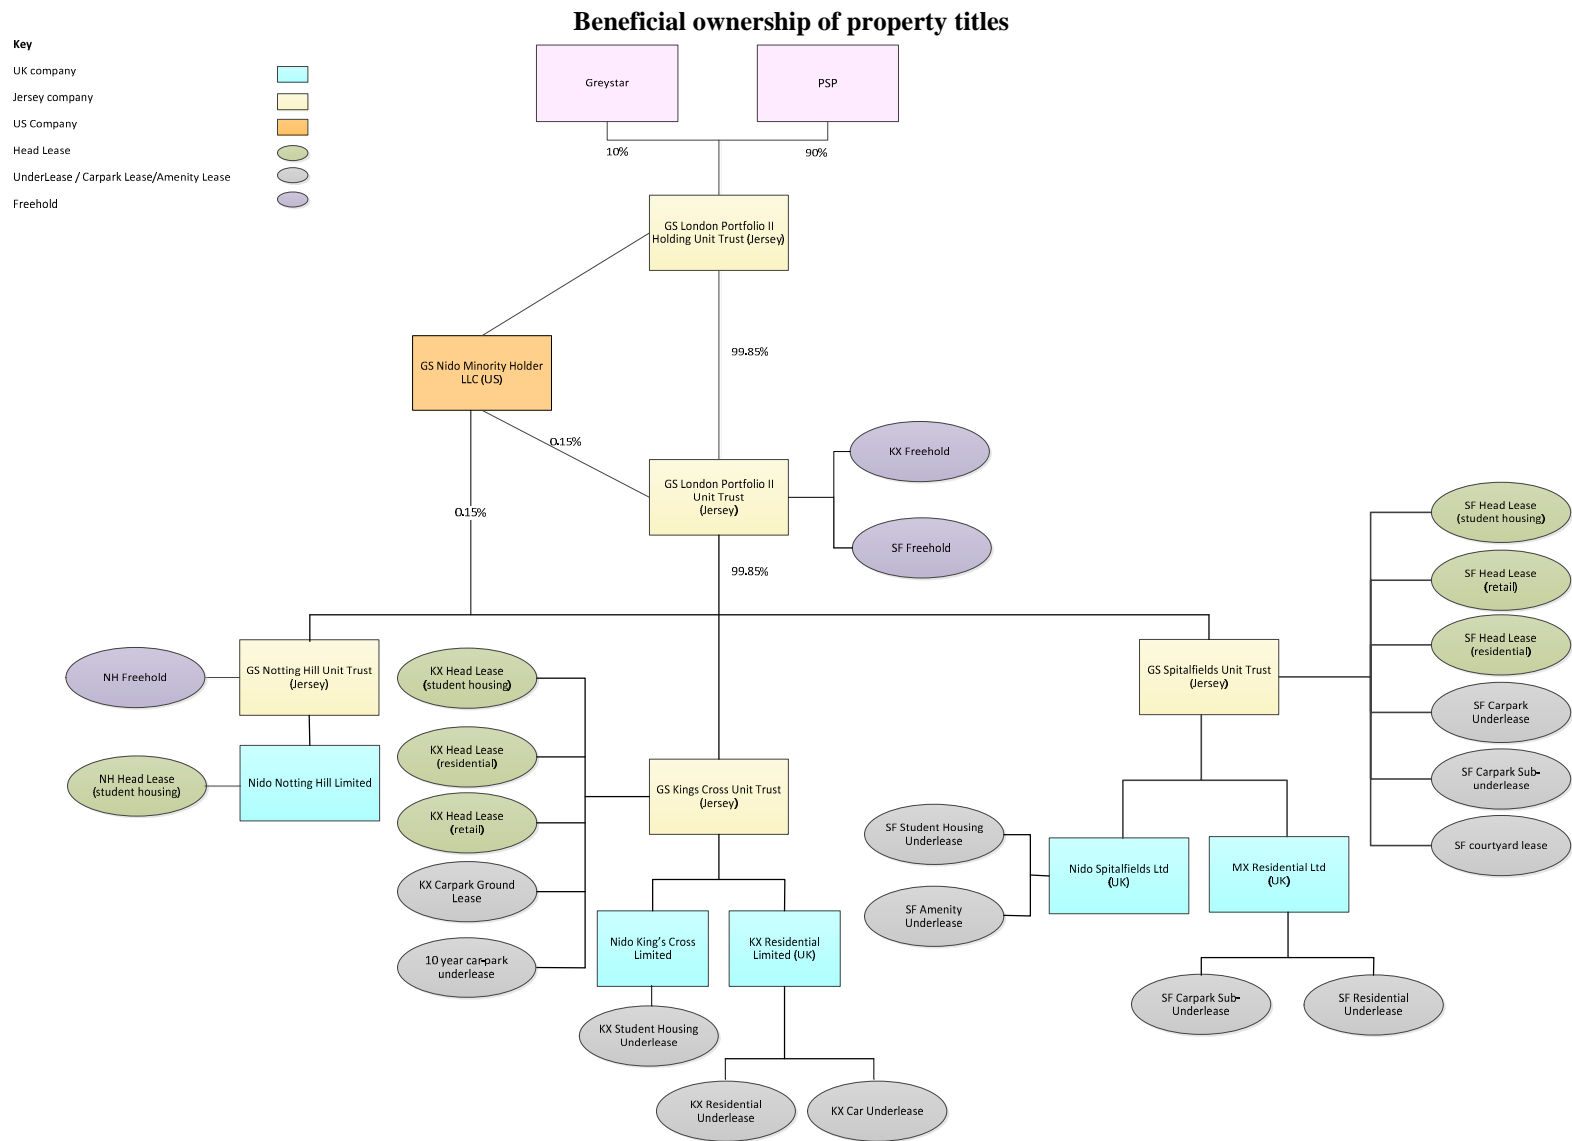 Beneficial ownership of property titles
Key
UK company
Jersey company
US Company
Head Lease
UnderLease / Carpark Lease/Amenity Lease
Freehold
Greystar
PSP
10%
90%
GS London Portfolio II
Holding Unit Trust (Jersey)
GS Nido Minority Holder
LLC (US)
99.85%
0.15%
0.15%
GS London Portfolio II
Unit Trust
(Jersey)
KX Freehold
SF Freehold
99.85%
NH Freehold
GS Notting Hill Unit Trust
(Jersey)
NH Head Lease
(student housing)
Nido Notting Hill Limited
KX Head Lease
(student housing)
KX Head Lease
(residential)
KX Head Lease
(retail)
KX Carpark Ground
Lease
10 year car-park
underlease
GS Kings Cross Unit Trust
(Jersey)
Nido King's Cross
Limited
KX Residential
Limited (UK)
KX Student Housing
Underlease
KX Residential
Underlease
KX Car Underlease
GS Spitalfields Unit Trust
(Jersey)
SF Head Lease
(student housing)
SF Head Lease
(retail)
SF Head Lease
(residential)
SF Carpark
Underlease
SF Carpark Sub-
underlease
SF courtyard lease
SF Student Housing
Underlease
SF Amenity
Underlease
Nido Spitalfields Ltd
(UK)
MX Residential Ltd
(UK)
SF Carpark Sub-
Underlease
SF Residential
Underlease